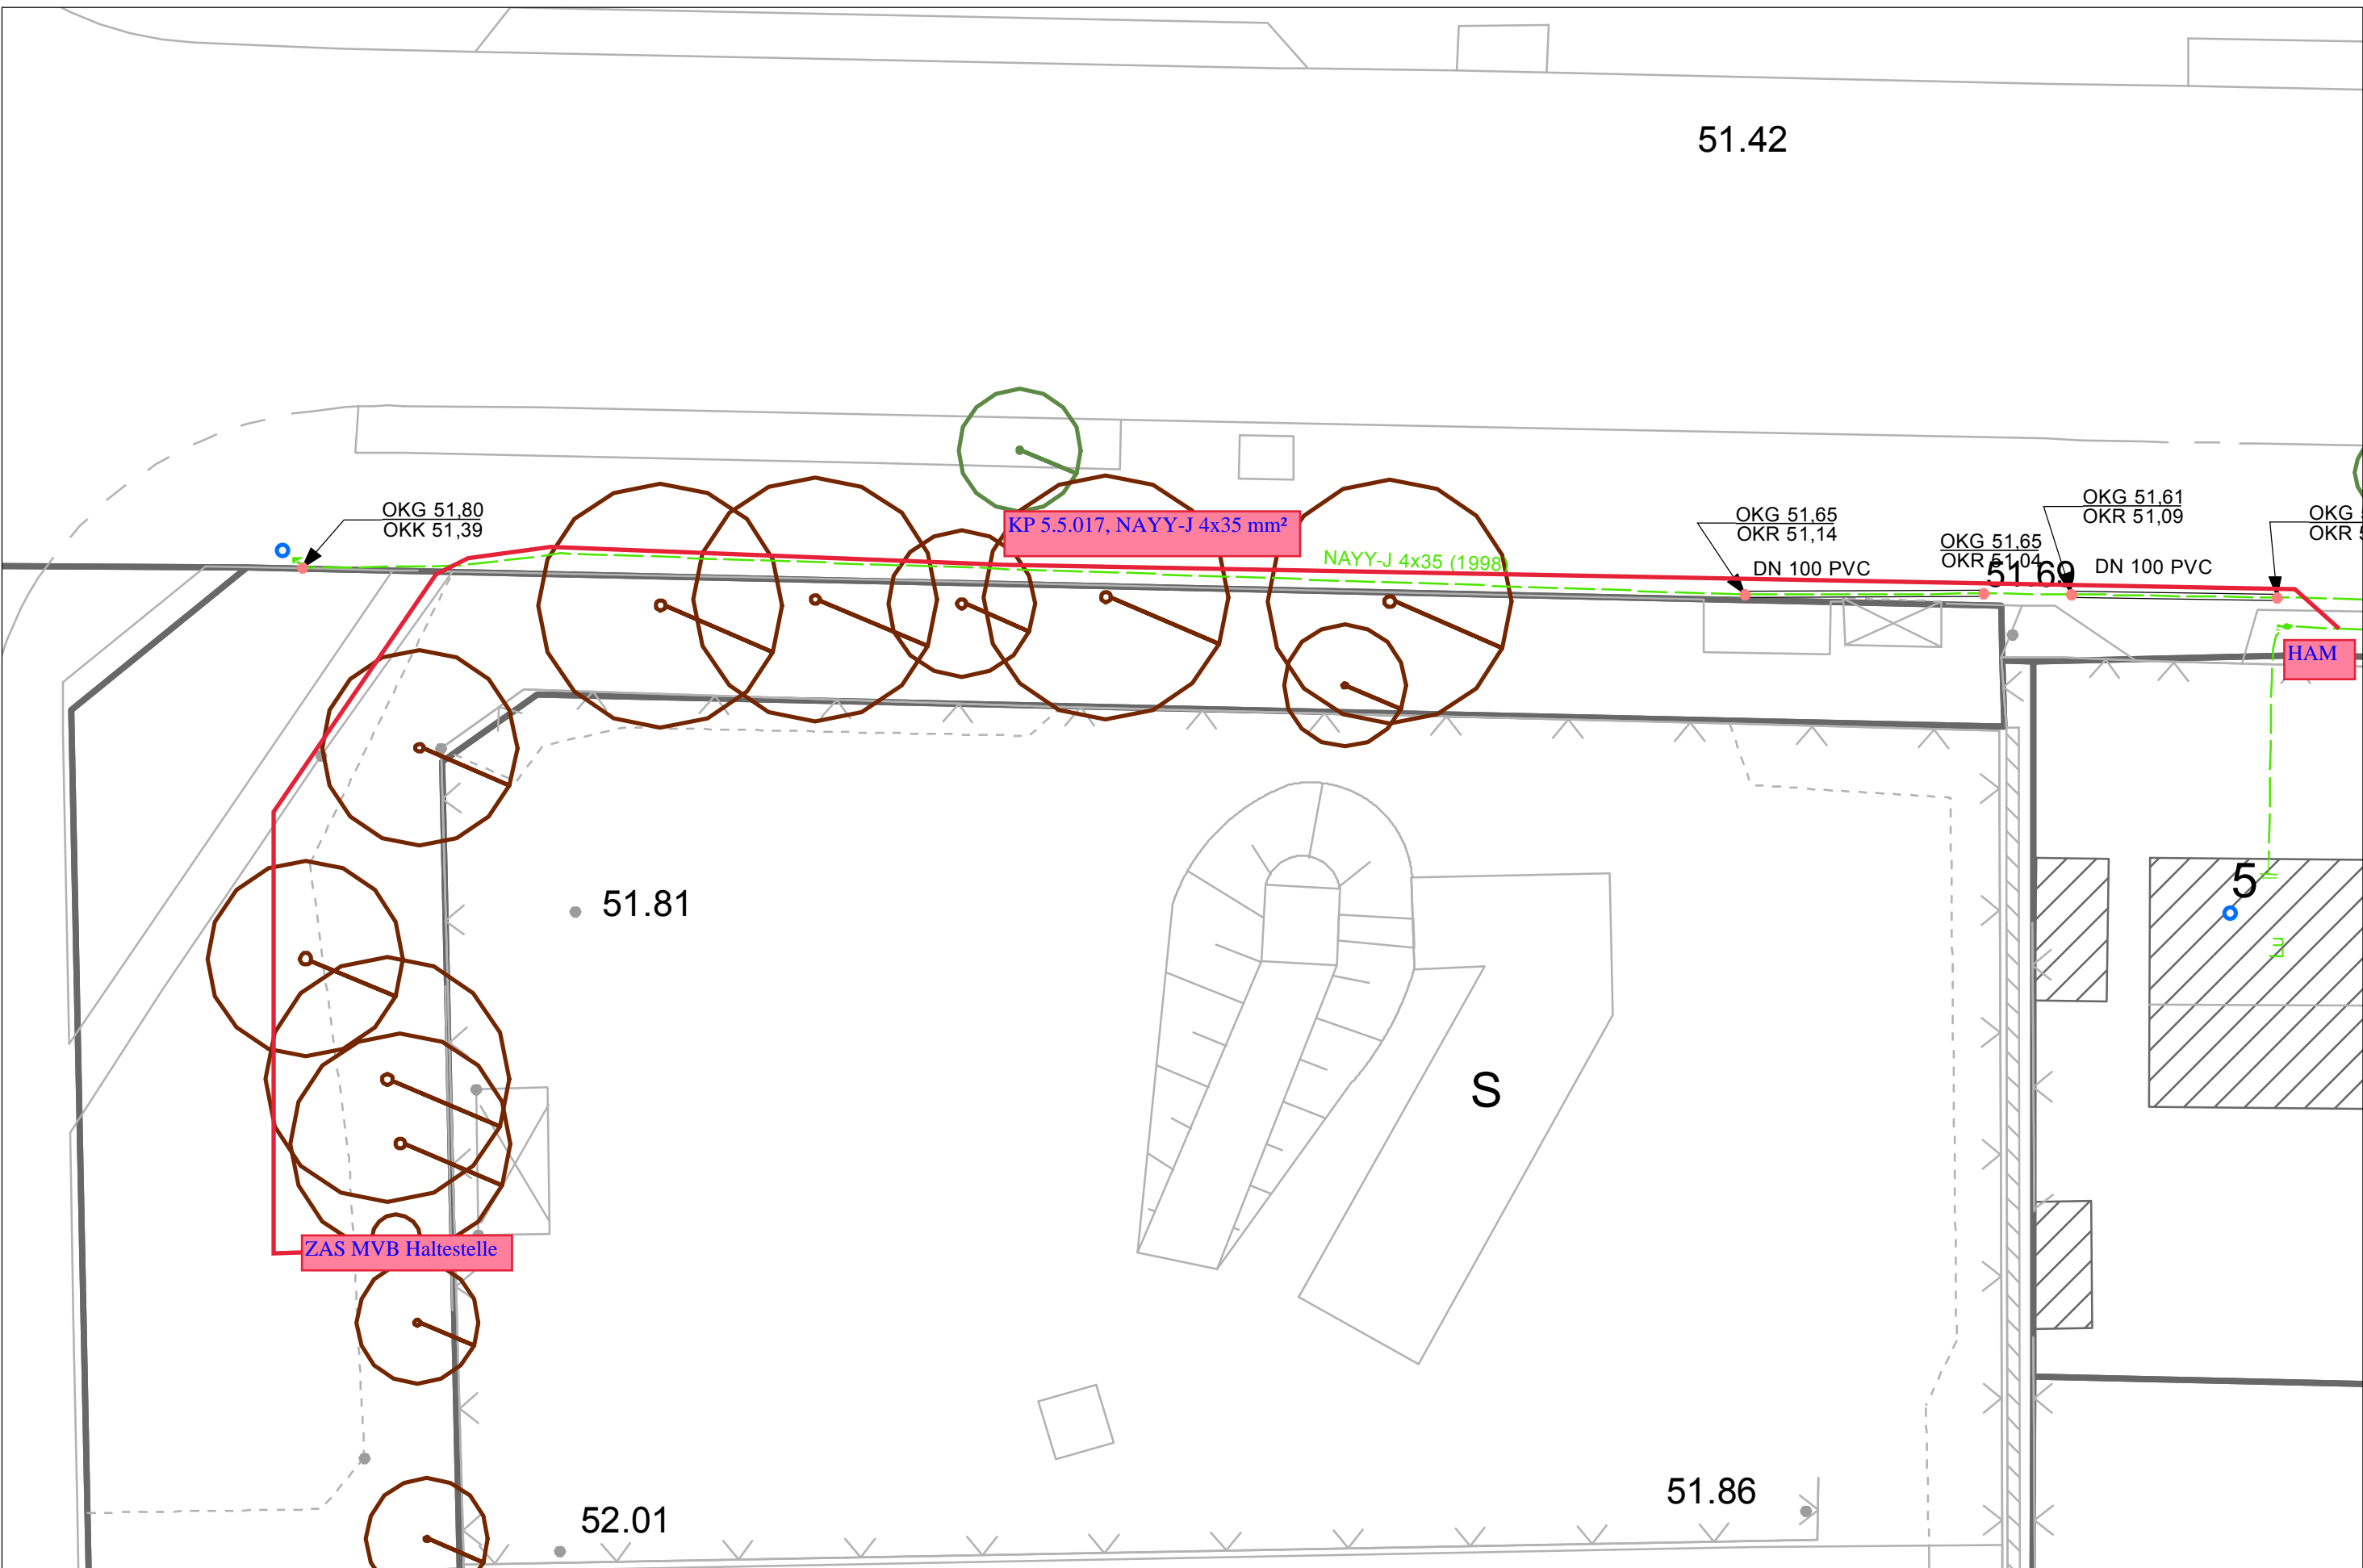 51.42
OKG 51,80
OKK 51,39
KP 5.5.017, NAYY-J 4x35 mm²
NAYY-J 4x35 (1998)
OKG 51,65
OKR 51,14
DN 100 PVC
OKG 51,65
OKR 51,04
51.69
OKG 51,61
OKR 51,09
DN 100 PVC
OKG
OKR
HAM
5
51.81
S
ZAS MVB Haltestelle
51.86
52.01